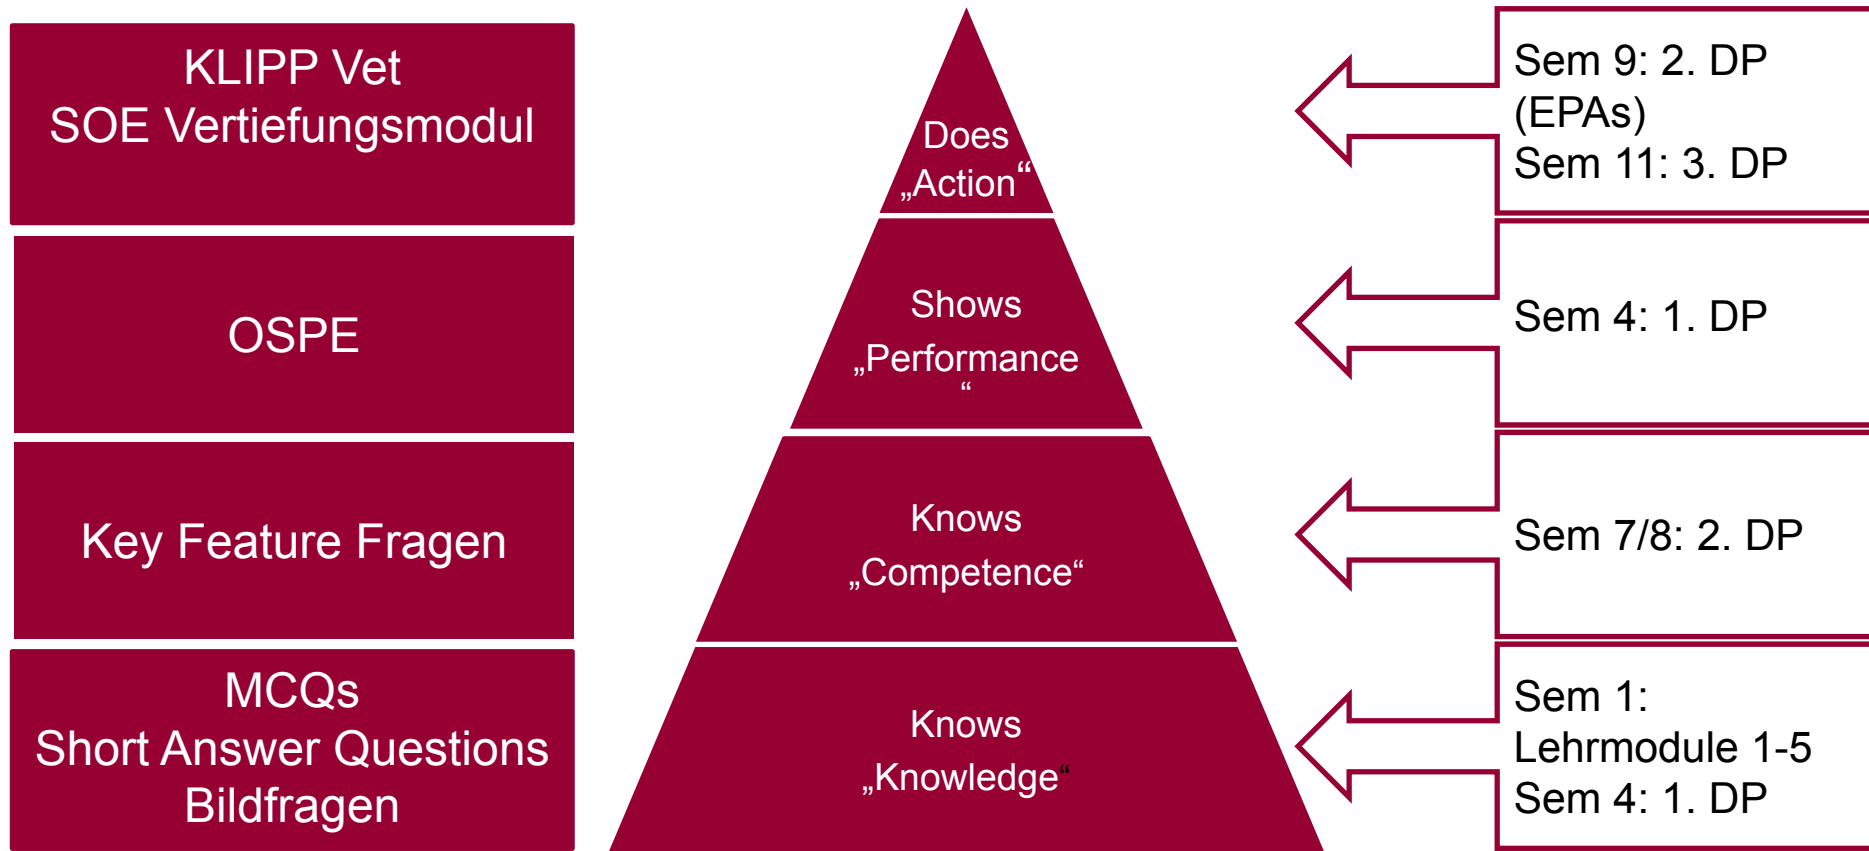 KLIPP Vet
SOE Vertiefungsmodul
Does
„Action“
Sem 9: 2. DP
(EPAs)
Sem 11: 3. DP
OSPE
Shows
„Performance
“
Sem 4: 1. DP
Key Feature Fragen
Knows
„Competence“
Sem 7/8: 2. DP
MCQs
Short Answer Questions
Bildfragen
Knows
„Knowledge“
Sem 1:
Lehrmodule 1-5
Sem 4: 1. DP